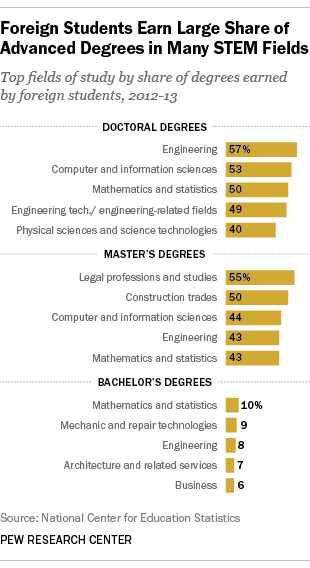 Foreign Students Earn Large Share of
Advanced Degrees in Many STEM Fields
Top fields of study by share of degrees earned
by foreign students, 2012-13
DOCTORAL DEGREES
Engineering 57%
Computer and information sciences 53
Mathematics and statistics 50
Engineering tech./ engineering-related fields 49
Physical sciences and science technologies 40
MASTER'S DEGREES
Legal professions and studies 55%
Construction trades 50
Computer and information sciences 44
Engineering 43
Mathematics and statistics 43
BACHELOR'S DEGREES
Mathematics and statistics 10%
Mechanic and repair technologies 9
Engineering 8
Architecture and related services 7
Business 6
Source: National Center for Education Statistics
PEW RESEARCH CENTER